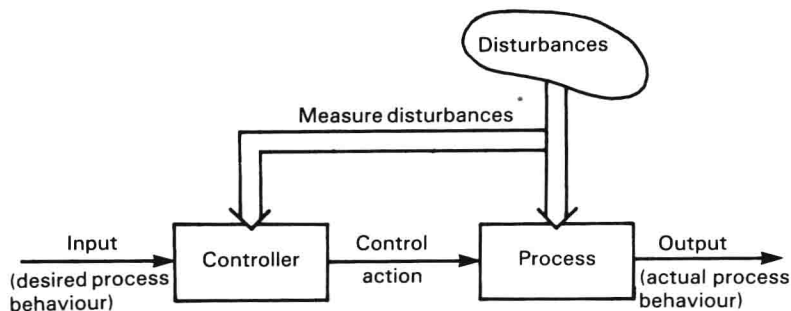 Disturbances
Measure disturbances
Input
(desired process
behaviour)
Controller
Control
action
Process
Output
(actual process
behaviour)